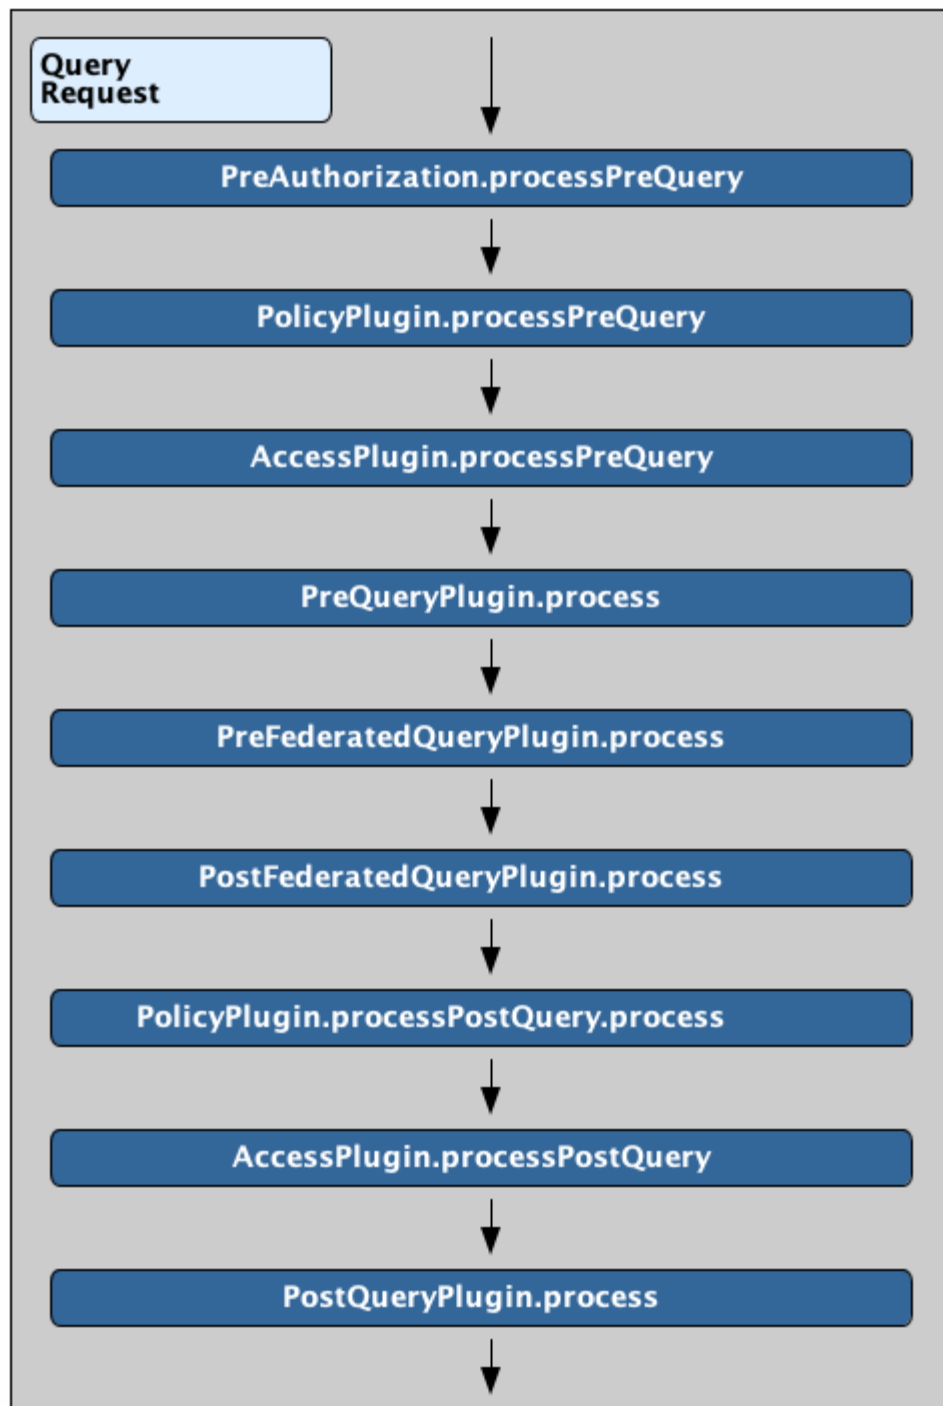 Query
Request
PreAuthorization.processPreQuery
PolicyPlugin.processPreQuery
AccessPlugin.processPreQuery
PreQueryPlugin.process
PreFederatedQueryPlugin.process
PostFederatedQueryPlugin.process
PolicyPlugin.processPostQuery.process
AccessPlugin.processPostQuery
PostQueryPlugin.process